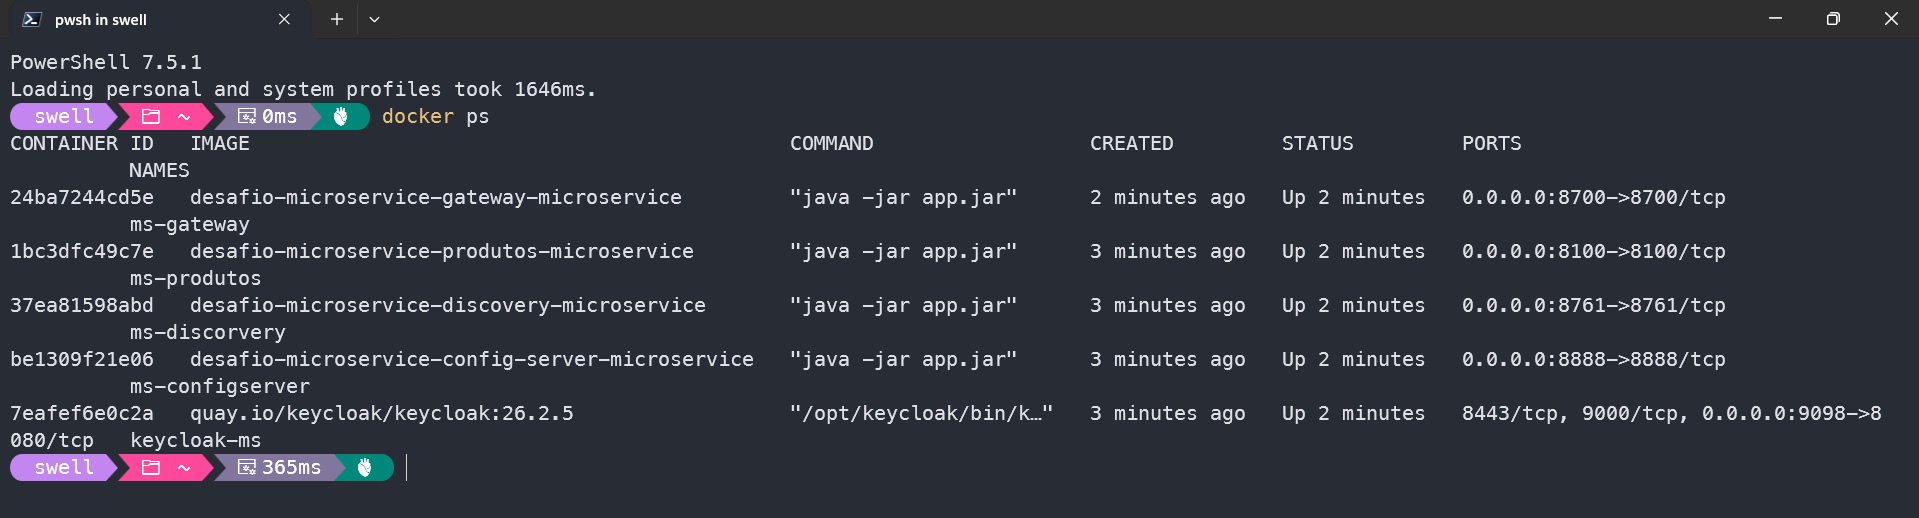 pwsh in swell
PowerShell 7.5.1
Loading personal and system profiles took 1646ms.
swell ~ 0ms docker ps
CONTAINER ID   IMAGE   COMMAND   CREATED   STATUS   PORTS
NAMES
24ba7244cd5e   desafio-microservice-gateway-microservice   "java -jar app.jar"   2 minutes ago   Up 2 minutes   0.0.0.0:8700->8700/tcp
ms-gateway
1bc3dfc49c7e   desafio-microservice-produtos-microservice   "java -jar app.jar"   3 minutes ago   Up 2 minutes   0.0.0.0:8100->8100/tcp
ms-produtos
37ea81598abd   desafio-microservice-discovery-microservice   "java -jar app.jar"   3 minutes ago   Up 2 minutes   0.0.0.0:8761->8761/tcp
ms-discorvery
be1309f21e06   desafio-microservice-config-server-microservice   "java -jar app.jar"   3 minutes ago   Up 2 minutes   0.0.0.0:8888->8888/tcp
ms-configserver
7eafef6e0c2a   quay.io/keycloak/keycloak:26.2.5   "/opt/keycloak/bin/k…"   3 minutes ago   Up 2 minutes   8443/tcp, 9000/tcp, 0.0.0.0:9098->8
080/tcp   keycloak-ms
swell ~ 365ms